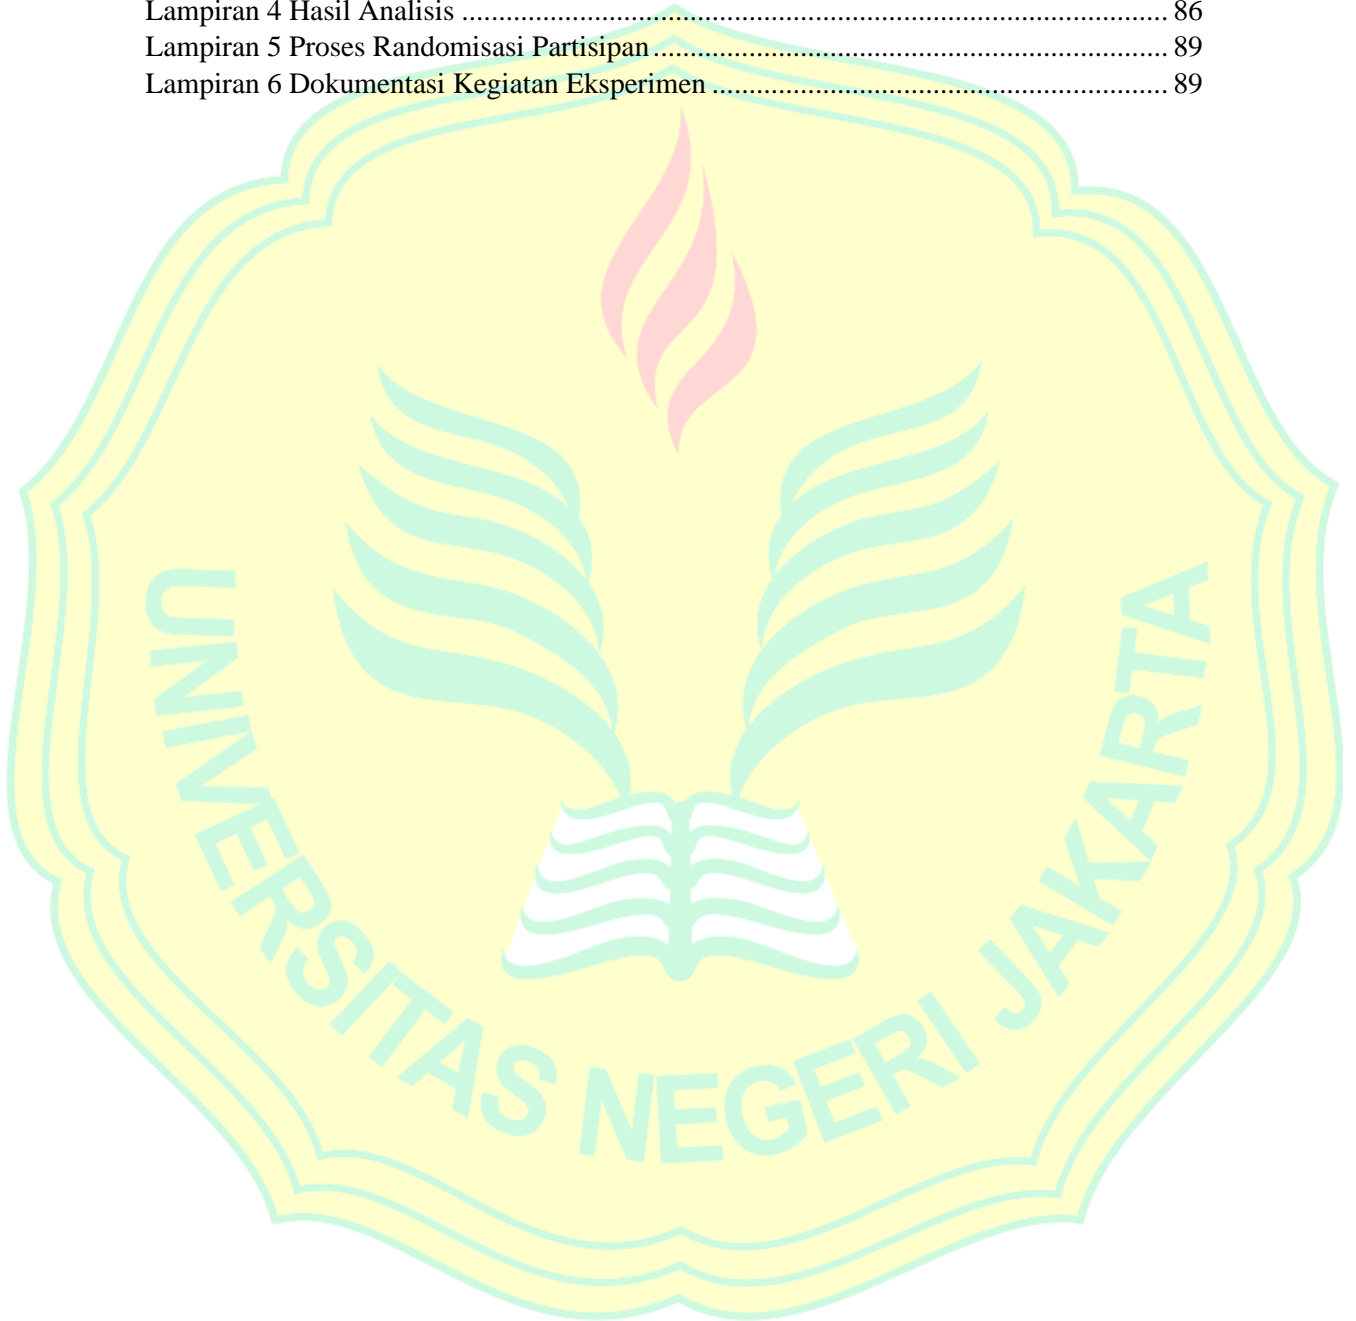 Lampiran 4 Hasil Analisis ................................................................................................ 86
Lampiran 5 Proses Randomisasi Partisipan ...................................................................... 89
Lampiran 6 Dokumentasi Kegiatan Eksperimen .............................................................. 89
UNIVERSITAS NEGERI JAKARTA